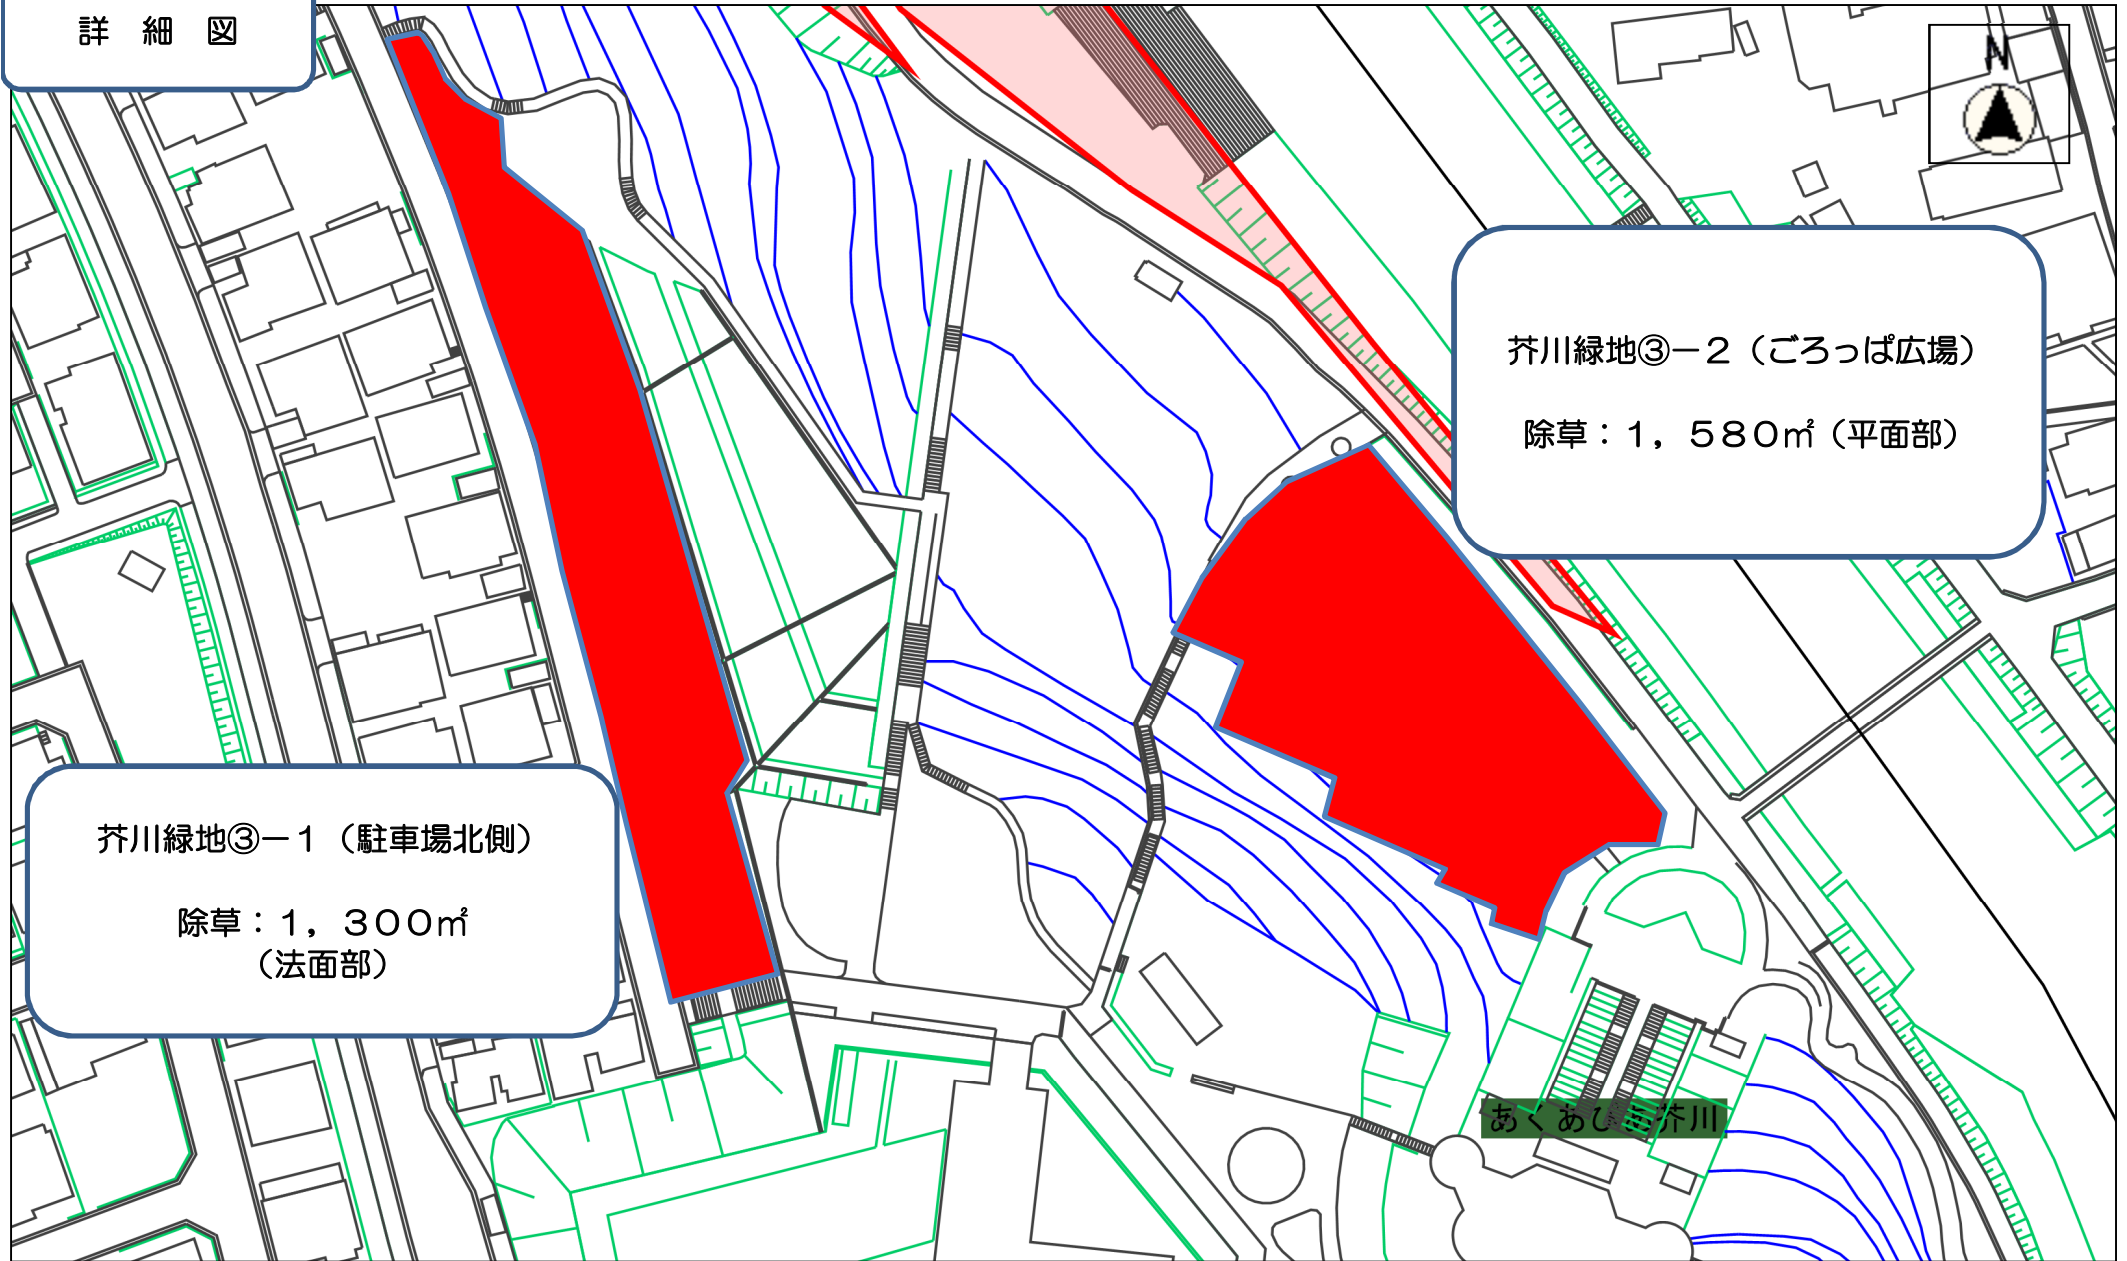 詳　細　図
N
芥川緑地③－２（ごろっぱ広場）
除草：１，５８０㎡（平面部）
芥川緑地③－１（駐車場北側）
除草：１，３００㎡
（法面部）
あくあぴあ芥川